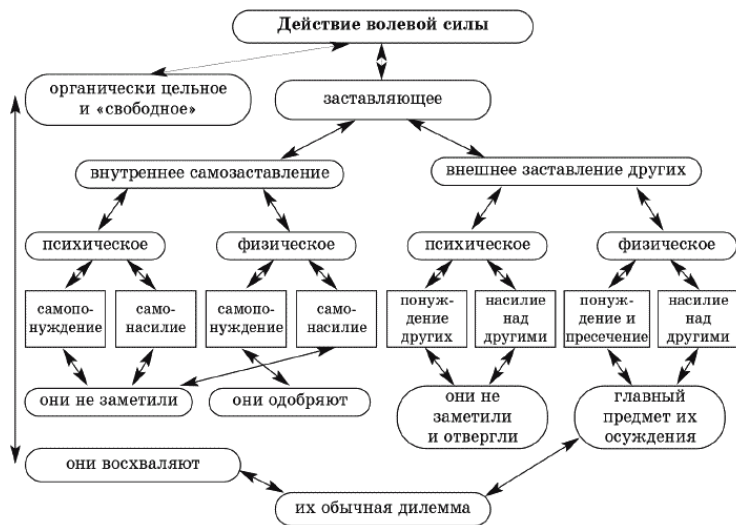 Действие волевой силы
органически цельное
и «свободное»
заставляющее
внутреннее самозаставление
внешнее заставление других
психическое
физическое
психическое
физическое
самопо-
нуждение
само-
насилие
самопо-
нуждение
само-
насилие
понуж-
дение
других
насилие
над
другими
понуж-
дение и
пресечение
насилие
над
другими
они не заметили
они одобряют
они не
заметили
и отвергли
главный
предмет их
осуждения
они восхваляют
их обычная дилемма